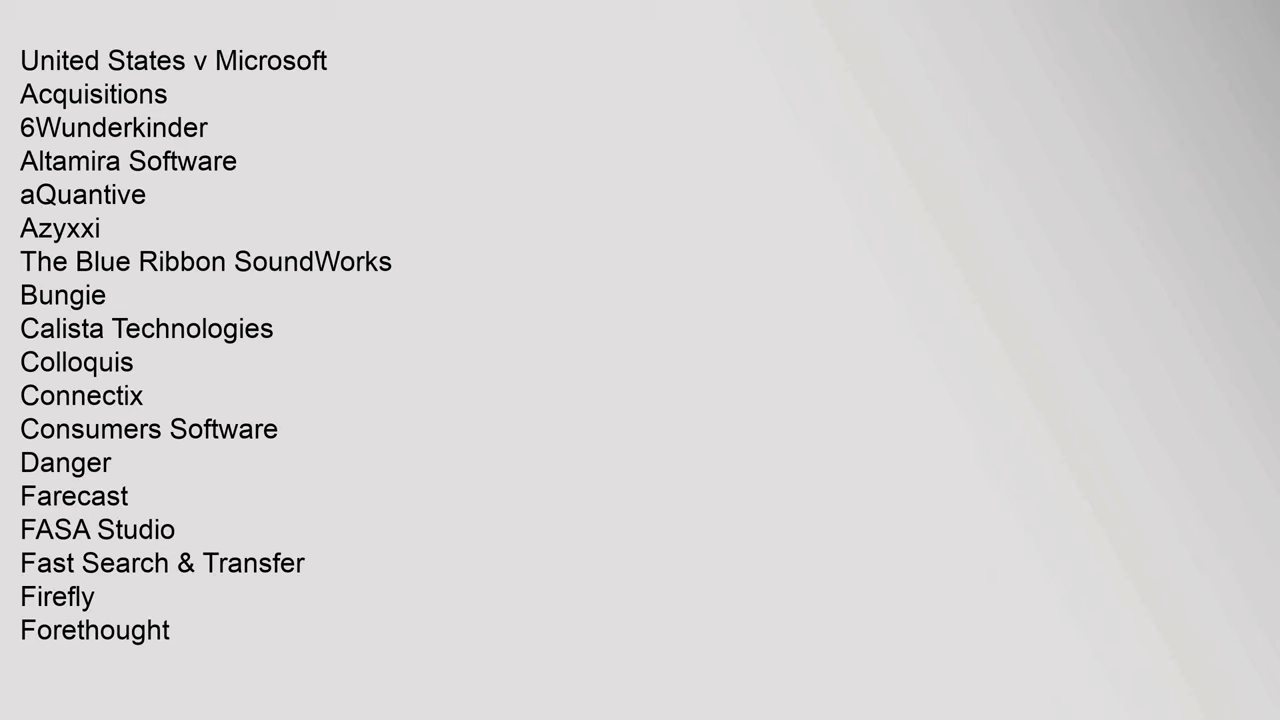 United States v Microsoft
Acquisitions
6Wunderkinder
Altamira Software
aQuantive
Azyxxi
The Blue Ribbon SoundWorks
Bungie
Calista Technologies
Colloquis
Connectix
Consumers Software
Danger
Farecast
FASA Studio
Fast Search & Transfer
Firefly
Forethought